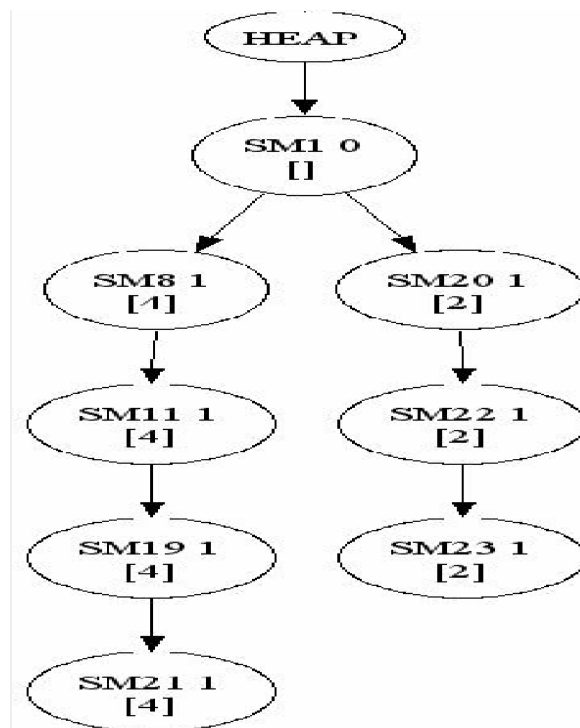 HEAP
SM1 0
[]
SM8 1
[4]
SM20 1
[2]
SM11 1
[4]
SM22 1
[2]
SM19 1
[4]
SM23 1
[2]
SM21 1
[4]